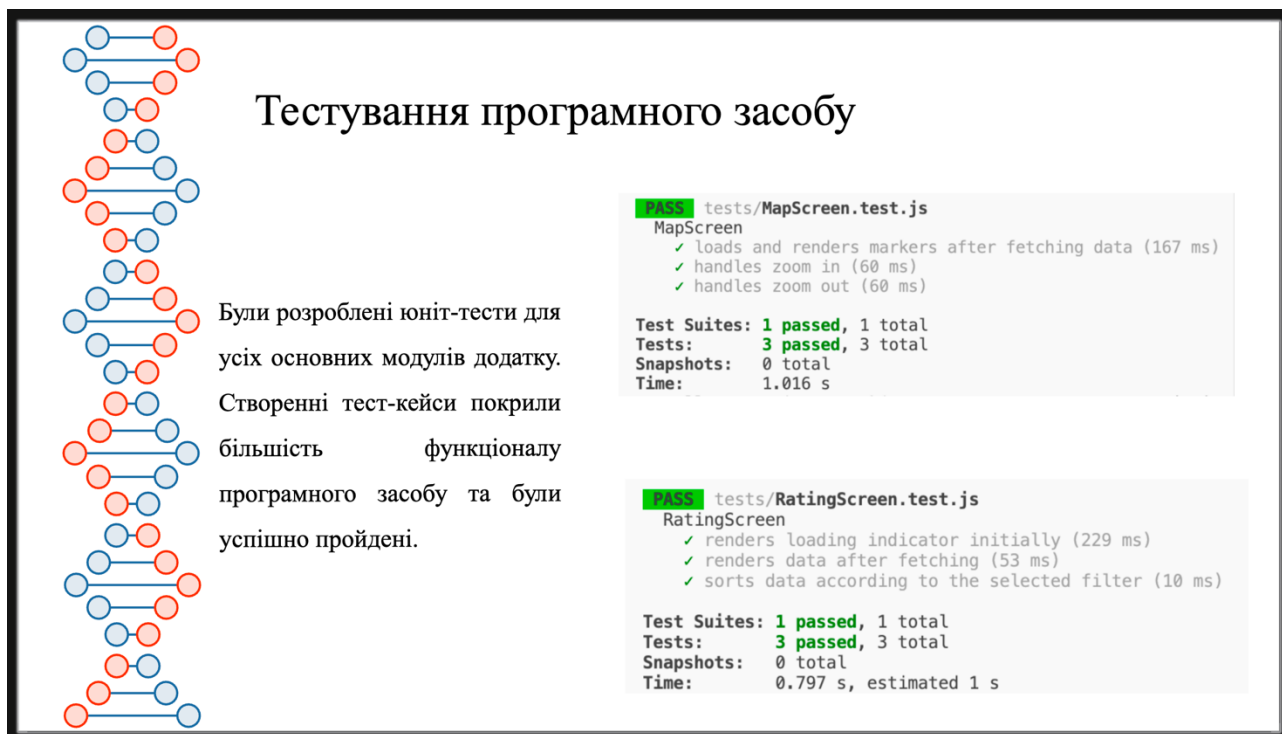 Тестування програмного засобу
Були розроблені юніт-тести для
усіх основних модулів додатку.
Створенні тест-кейси покрили
більшість функціоналу
програмного засобу та були
успішно пройдені.
PASS tests/MapScreen.test.js
MapScreen
✓ loads and renders markers after fetching data (167 ms)
✓ handles zoom in (60 ms)
✓ handles zoom out (60 ms)
Test Suites: 1 passed, 1 total
Tests: 3 passed, 3 total
Snapshots: 0 total
Time: 1.016 s
PASS tests/RatingScreen.test.js
RatingScreen
✓ renders loading indicator initially (229 ms)
✓ renders data after fetching (53 ms)
✓ sorts data according to the selected filter (10 ms)
Test Suites: 1 passed, 1 total
Tests: 3 passed, 3 total
Snapshots: 0 total
Time: 0.797 s, estimated 1 s